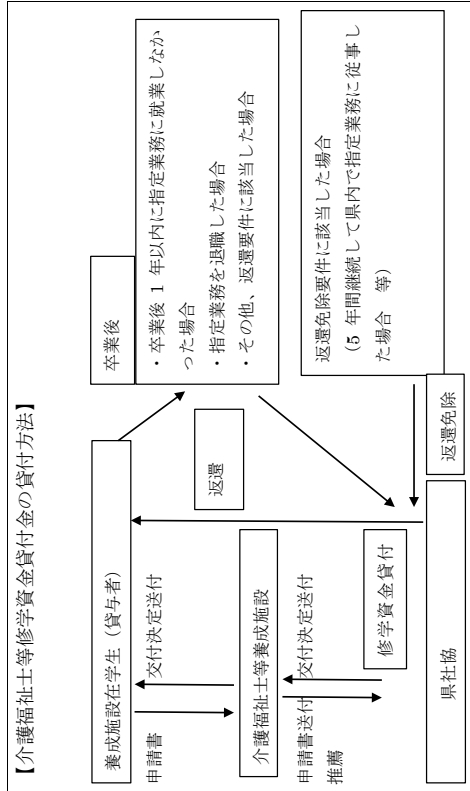 【介護福祉士等修学資金貸付金の貸付方法】
養成施設在学生（貸与者）
卒業後
申請書
交付決定送付
返還
・卒業後 1 年以内に指定業務に就業しなか
った場合
・指定業務を退職した場合
・その他、返還要件に該当した場合
介護福祉士等養成施設
申請書送付
推薦
交付決定送付
修学資金貸付
返還免除要件に該当した場合
(5 年間継続して県内で指定業務に従事し
た場合　等)
県社協
返還免除